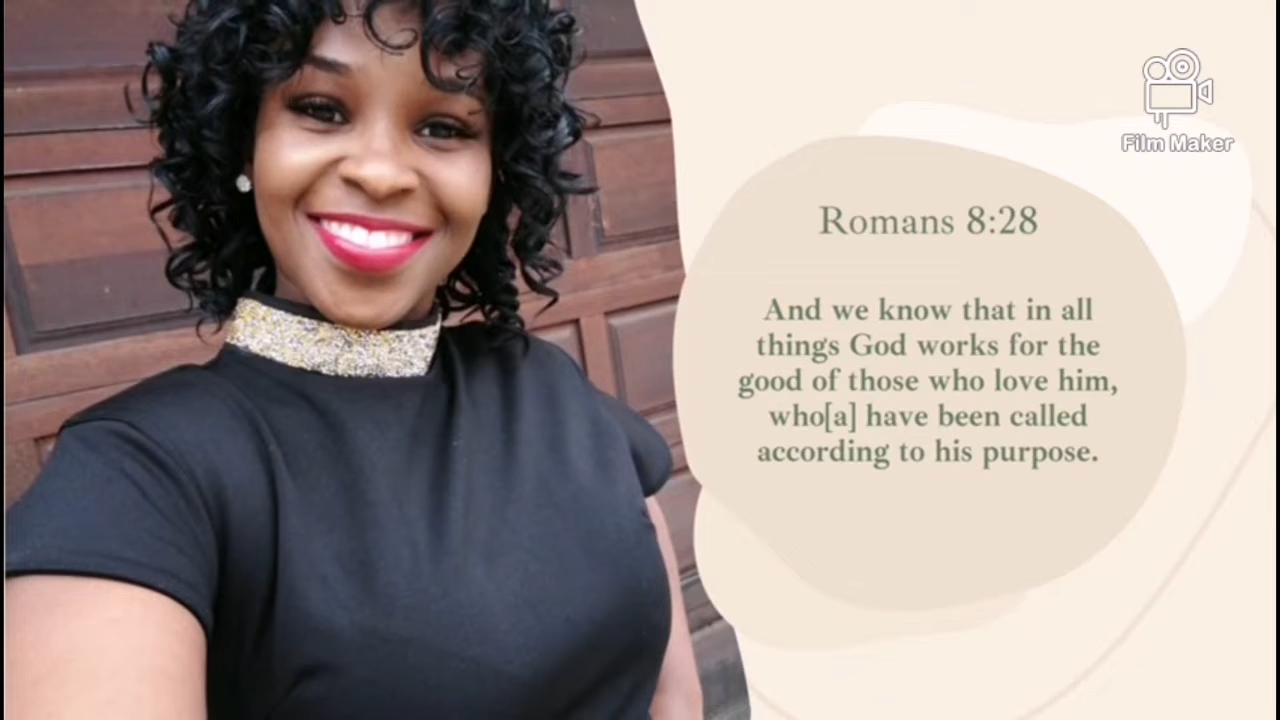 Film Maker
Romans 8:28
And we know that in all
things God works for the
good of those who love him,
who[a] have been called
according to his purpose.